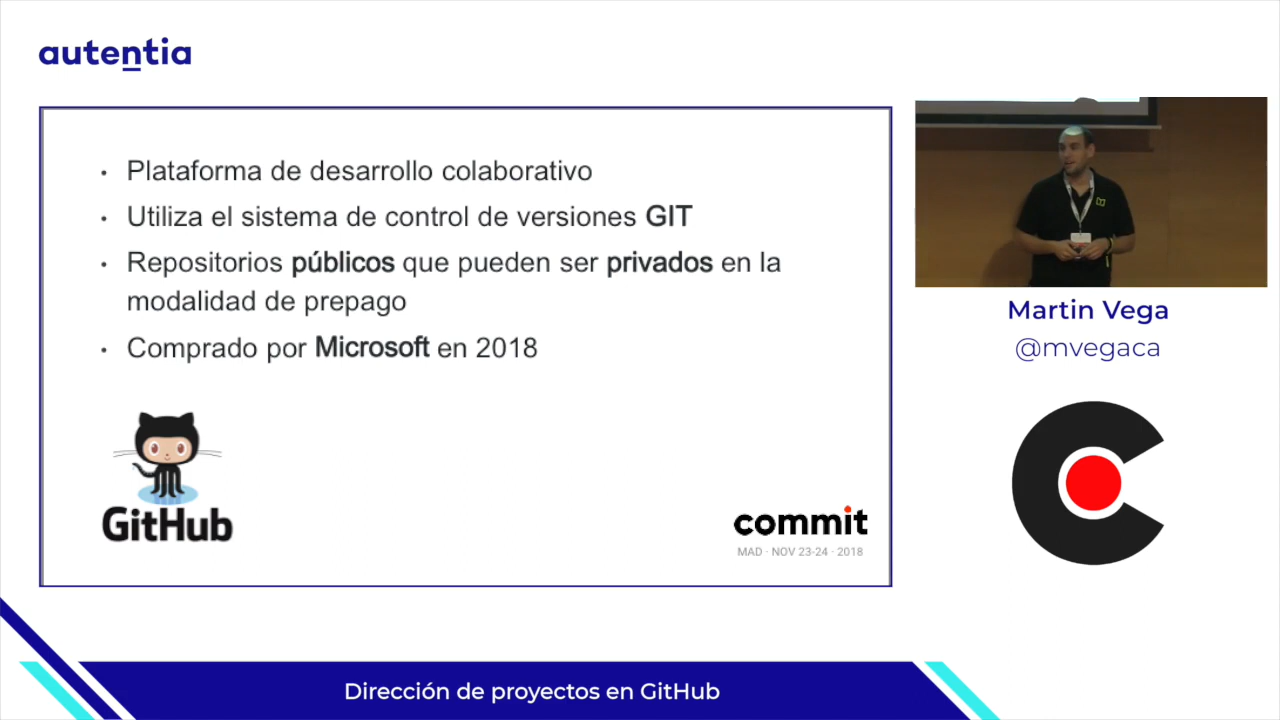 autentia
• Plataforma de desarrollo colaborativo
• Utiliza el sistema de control de versiones GIT
• Repositorios públicos que pueden ser privados en la
modalidad de prepago
• Comprado por Microsoft en 2018
GitHub
commit
MAD · NOV 23-24 · 2018
Martin Vega
@mvegaca
Dirección de proyectos en GitHub